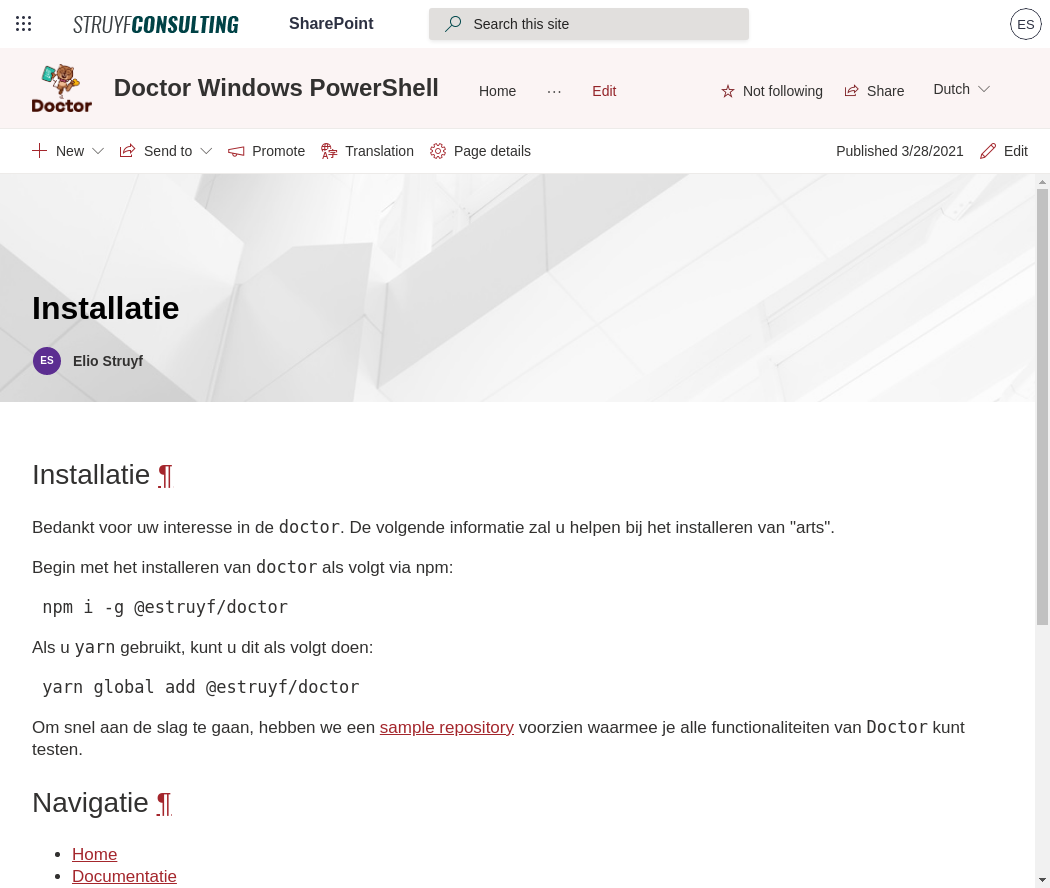 STRUYFCONSULTING SharePoint Search this site ES
Doctor
Doctor Windows PowerShell Home ··· Edit Not following Share Dutch
New Send to Promote Translation Page details Published 3/28/2021 Edit
Installatie
ES Elio Struyf
Installatie ¶
Bedankt voor uw interesse in de doctor. De volgende informatie zal u helpen bij het installeren van "arts".
Begin met het installeren van doctor als volgt via npm:
npm i -g @estruyf/doctor
Als u yarn gebruikt, kunt u dit als volgt doen:
yarn global add @estruyf/doctor
Om snel aan de slag te gaan, hebben we een sample repository voorzien waarmee je alle functionaliteiten van Doctor kunt
testen.
Navigatie ¶
• Home
• Documentatie